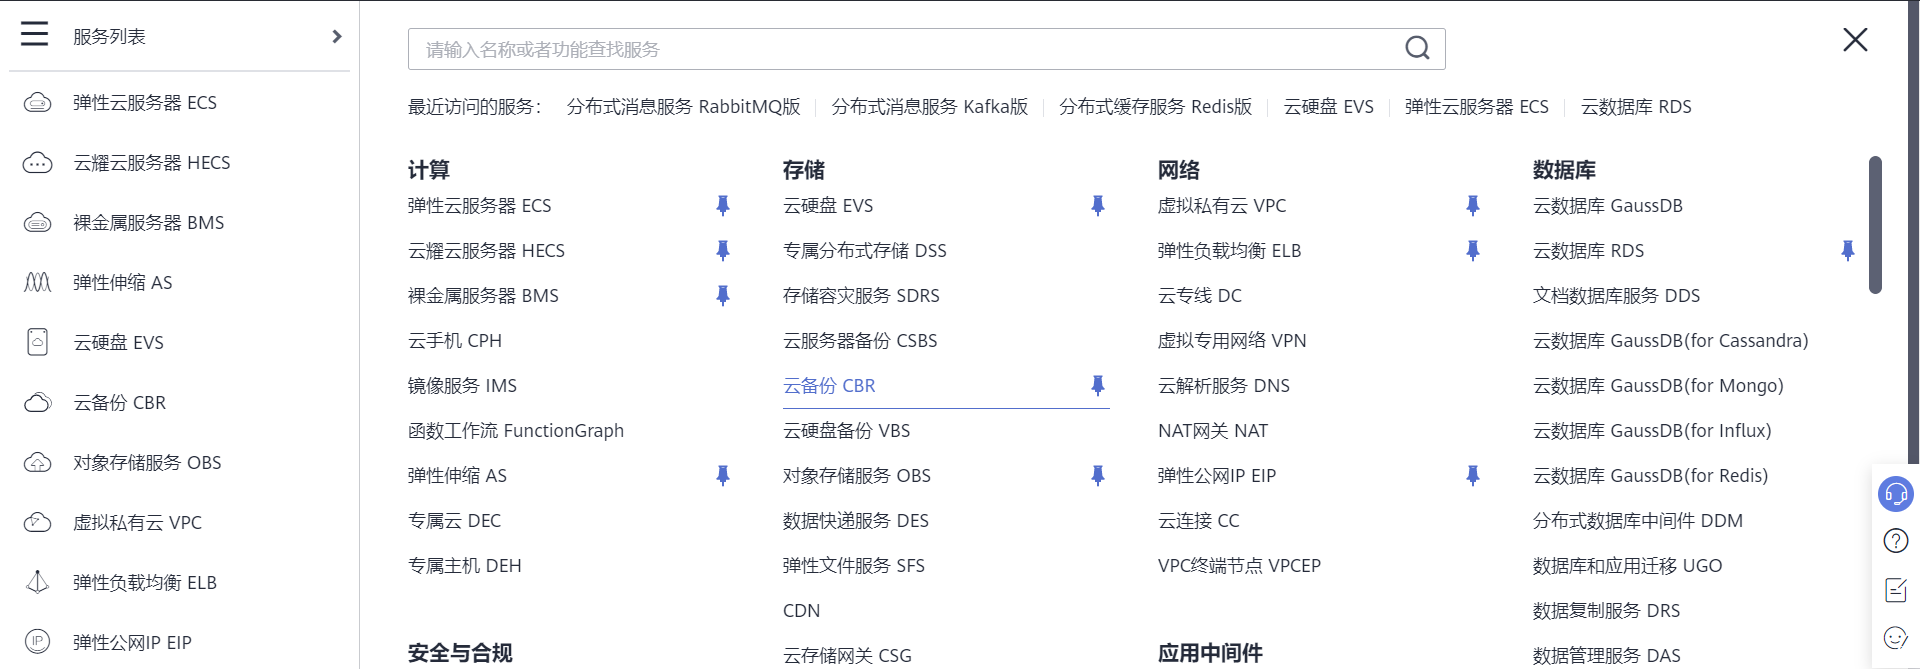 服务列表
弹性云服务器 ECS
云耀云服务器 HECS
裸金属服务器 BMS
弹性伸缩 AS
云硬盘 EVS
云备份 CBR
对象存储服务 OBS
虚拟私有云 VPC
弹性负载均衡 ELB
IP
弹性公网IP EIP
请输入名称或者功能查找服务
最近访问的服务： 分布式消息服务 RabbitMQ版 分布式消息服务 Kafka版 分布式缓存服务 Redis版 云硬盘 EVS 弹性云服务器 ECS 云数据库 RDS
计算
弹性云服务器 ECS
云耀云服务器 HECS
裸金属服务器 BMS
云手机 CPH
镜像服务 IMS
函数工作流 FunctionGraph
弹性伸缩 AS
专属云 DEC
专属主机 DEH
安全与合规
存储
云硬盘 EVS
专属分布式存储 DSS
存储容灾服务 SDRS
云服务器备份 CSBS
云备份 CBR
云硬盘备份 VBS
对象存储服务 OBS
数据快递服务 DES
弹性文件服务 SFS
CDN
云存储网关 CSG
网络
虚拟私有云 VPC
弹性负载均衡 ELB
云专线 DC
虚拟专用网络 VPN
云解析服务 DNS
NAT网关 NAT
弹性公网IP EIP
云连接 CC
VPC终端节点 VPCEP
应用中间件
数据库
云数据库 GaussDB
云数据库 RDS
文档数据库服务 DDS
云数据库 GaussDB(for Cassandra)
云数据库 GaussDB(for Mongo)
云数据库 GaussDB(for Influx)
云数据库 GaussDB(for Redis)
分布式数据库中间件 DDM
数据库和应用迁移 UGO
数据复制服务 DRS
数据管理服务 DAS